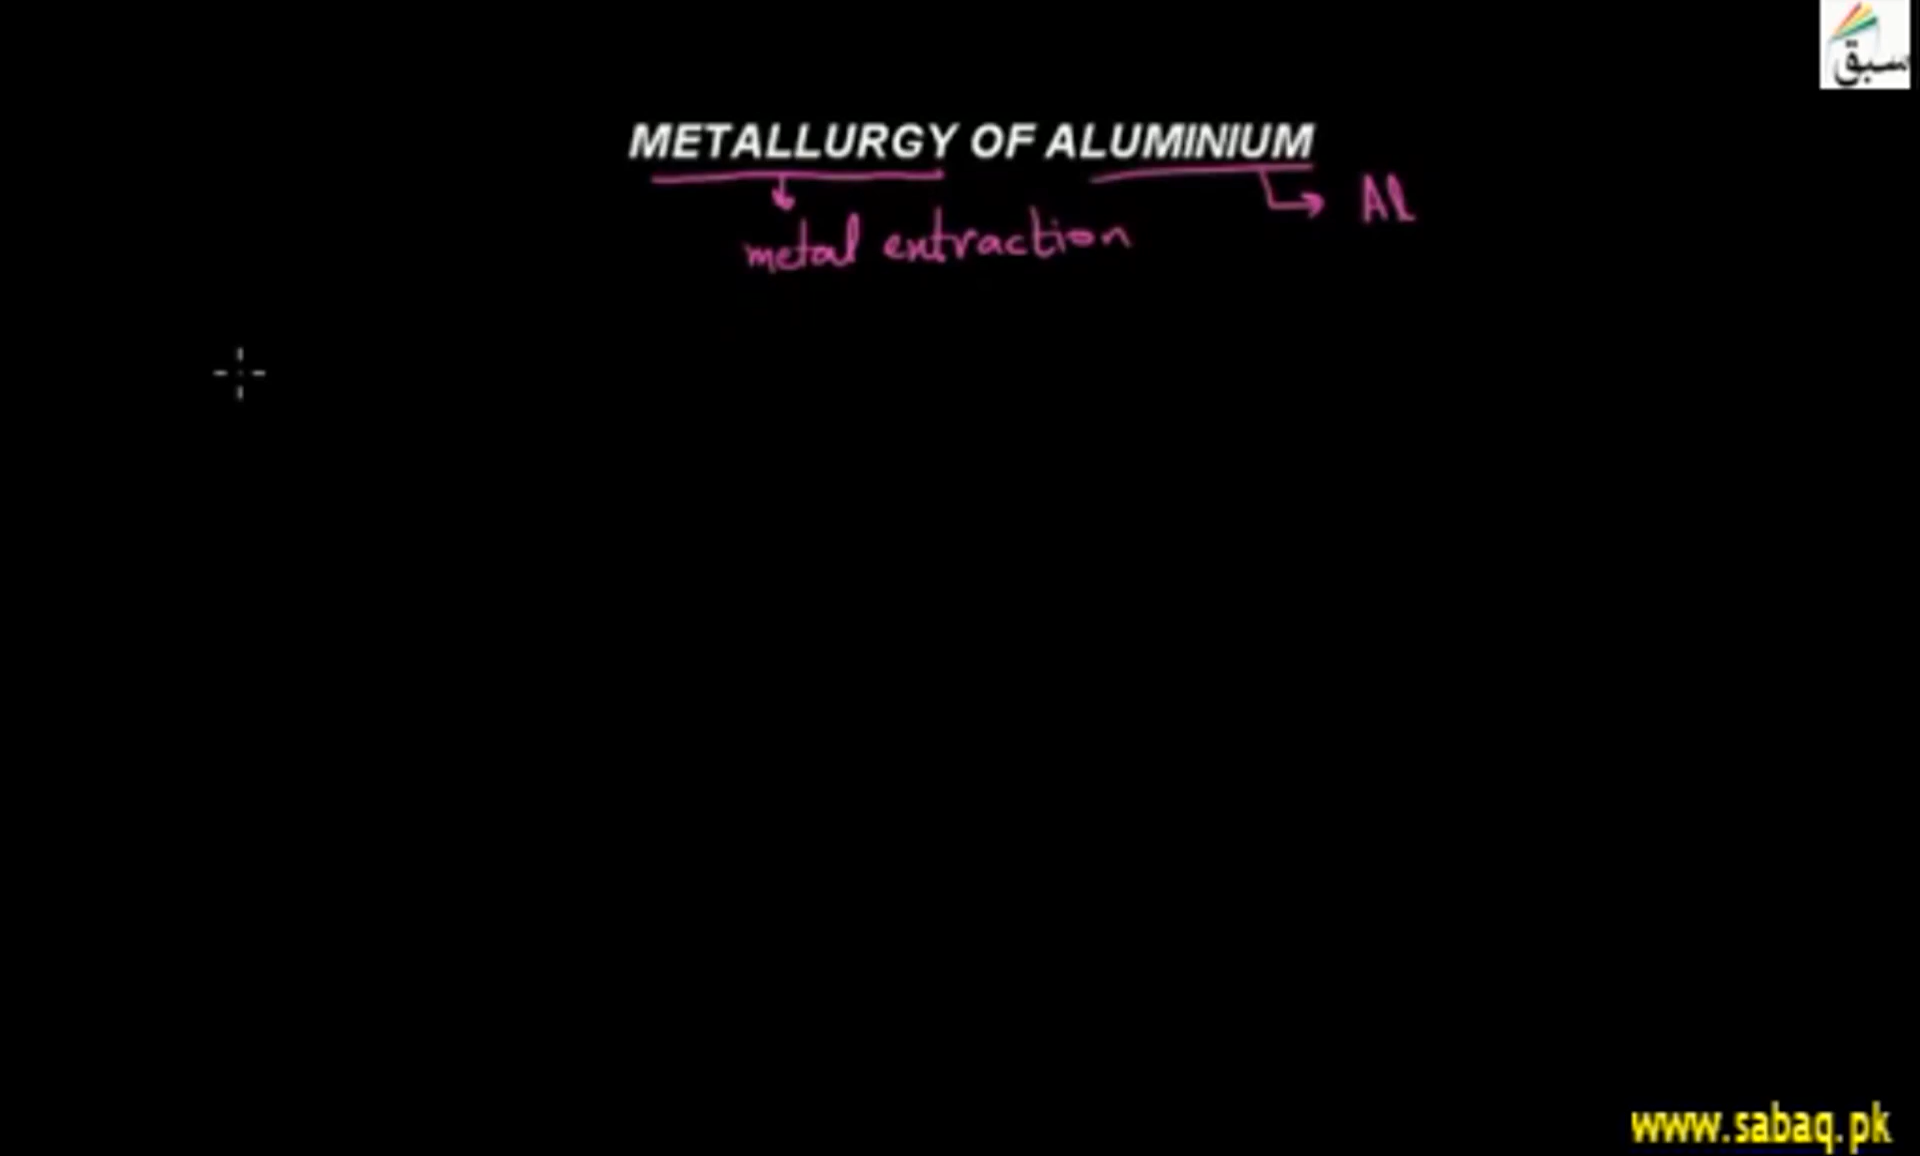 سبق
METALLURGY OF ALUMINIUM
Al
metal extraction
www.sabaq.pk